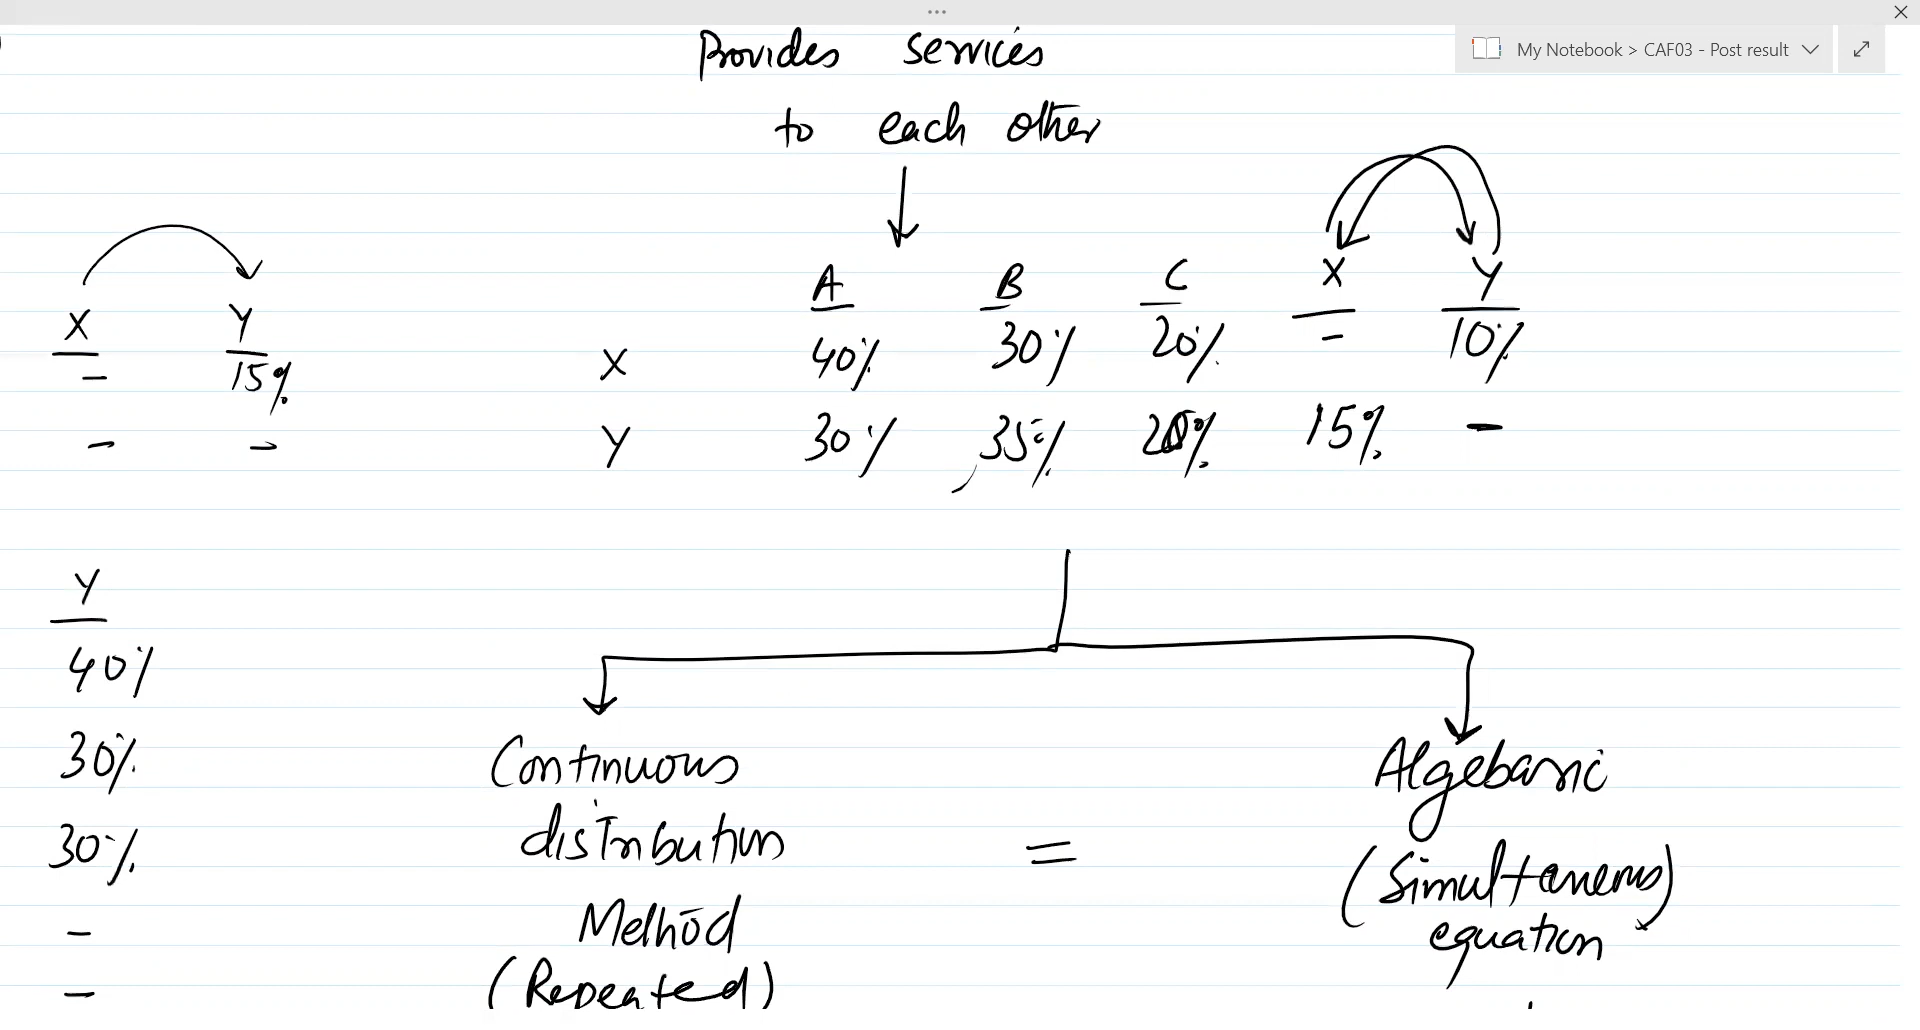 Provides services
My Notebook > CAF03 - Post result
to each other
A B C X Y
X Y
X 40% 30% 20% - 10%
- 15%
Y 30% 35% 20% 15% -
- -
Y
40%
30%
30%
-
-
Continuous
distribution
Method
(Repeated)
=
Algebaric
(Simultaneous)
equation